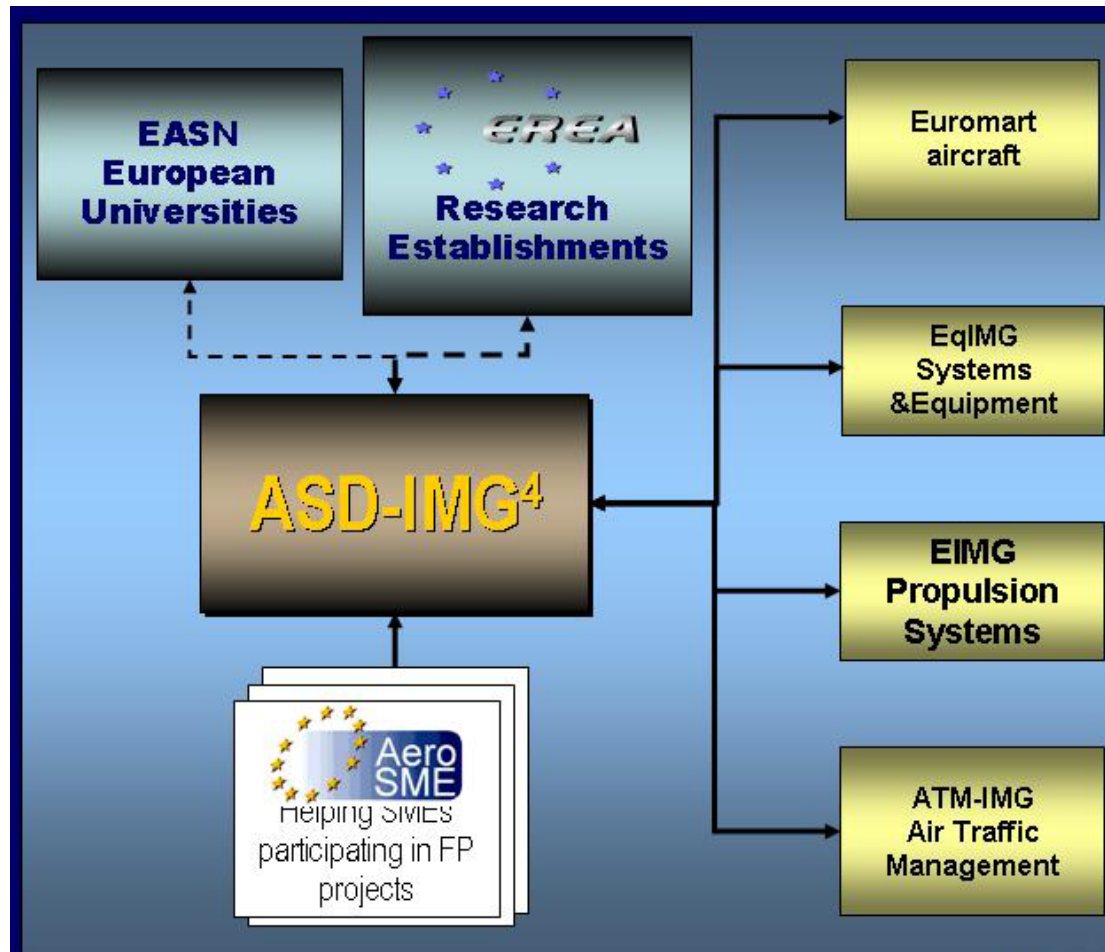 EASN
European
Universities
EREA
Research
Establishments
Euromart
aircraft
EqIMG
Systems
&Equipment
ASD-IMG⁴
EIMG
Propulsion
Systems
Aero
SME
Helping SMEs
participating in FP
projects
ATM-IMG
Air Traffic
Management